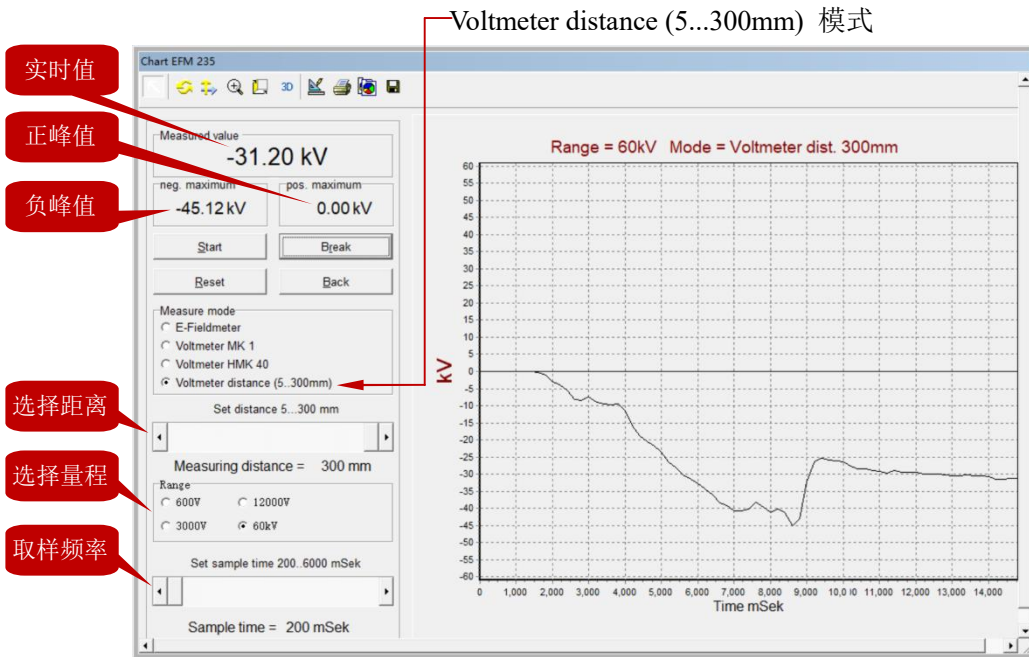 Voltmeter distance (5...300mm) 模式
实时值
正峰值
负峰值
选择距离
选择量程
取样频率
Chart EFM 235
3D
Measured value
-31.20 kV
neg. maximum
-45.12 kV
pos. maximum
0.00 kV
Start
Break
Reset
Back
Measure mode
E-Fieldmeter
Voltmeter MK 1
Voltmeter HMK 40
Voltmeter distance (5..300mm)
Set distance 5...300 mm
Measuring distance = 300 mm
Range
600V
12000V
3000V
60kV
Set sample time 200..6000 mSek
Sample time = 200 mSek
Range = 60kV Mode = Voltmeter dist. 300mm
60
55
50
45
40
35
30
25
20
15
10
5
0
-5
-10
-15
-20
-25
-30
-35
-40
-45
-50
-55
-60
kV
0 1,000 2,000 3,000 4,000 5,000 6,000 7,000 8,000 9,000 10,0 0 11,000 12,000 13,000 14,000
Time mSek